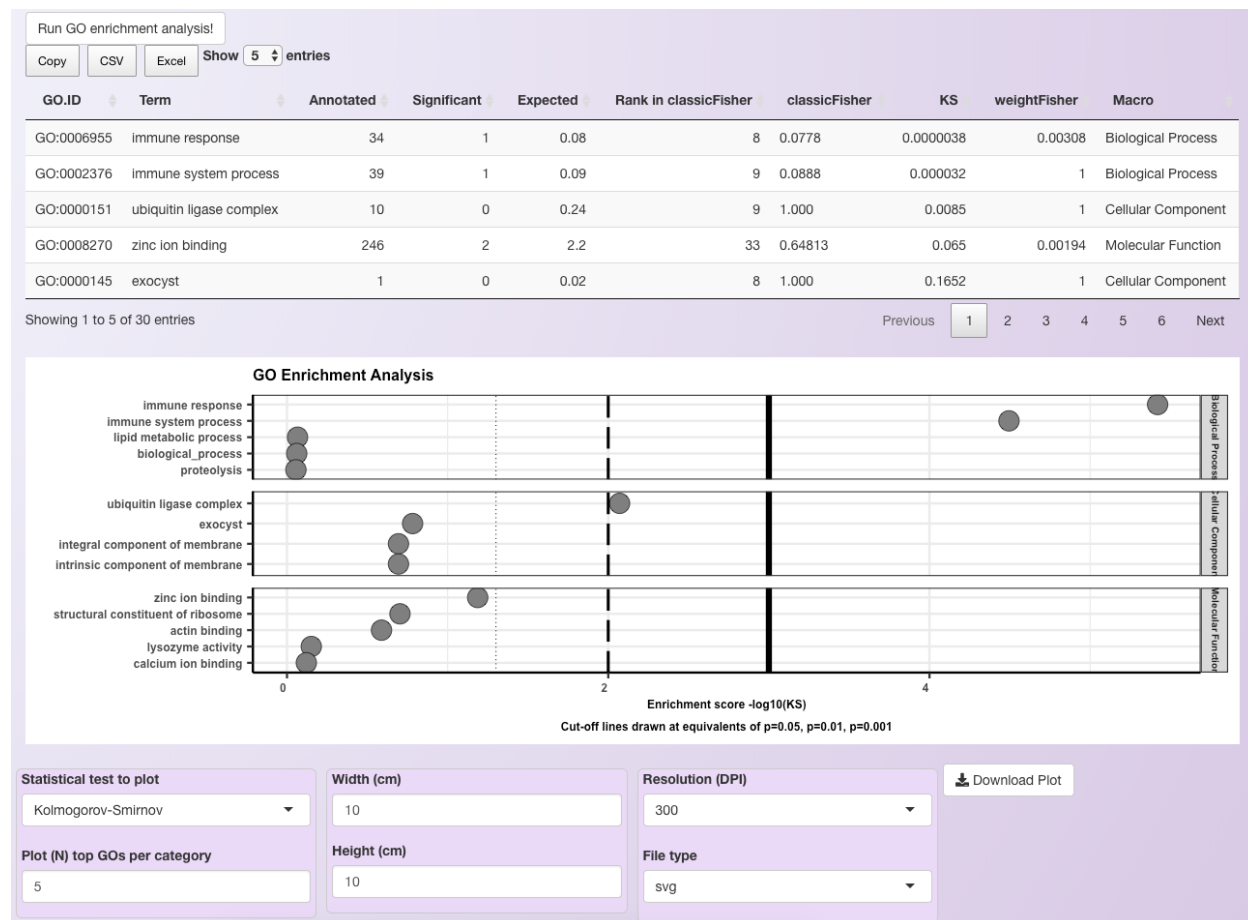 Run GO enrichment analysis!
Copy CSV Excel Show 5 entries
GO.ID Term Annotated Significant Expected Rank in classicFisher classicFisher KS weightFisher Macro
GO:0006955 immune response 34 1 0.08 8 0.0778 0.0000038 0.00308 Biological Process
GO:0002376 immune system process 39 1 0.09 9 0.0888 0.000032 1 Biological Process
GO:0000151 ubiquitin ligase complex 10 0 0.24 9 1.000 0.0085 1 Cellular Component
GO:0008270 zinc ion binding 246 2 2.2 33 0.64813 0.065 0.00194 Molecular Function
GO:0000145 exocyst 1 0 0.02 8 1.000 0.1652 1 Cellular Component
Showing 1 to 5 of 30 entries Previous 1 2 3 4 5 6 Next
GO Enrichment Analysis
immune response
immune system process
lipid metabolic process
biological_process
proteolysis
Biological Process
ubiquitin ligase complex
exocyst
integral component of membrane
intrinsic component of membrane
Cellular Componen
zinc ion binding
structural constituent of ribosome
actin binding
lysozyme activity
calcium ion binding
Molecular Function
0 2 4
Enrichment score -log10(KS)
Cut-off lines drawn at equivalents of p=0.05, p=0.01, p=0.001
Statistical test to plot Width (cm) Resolution (DPI) Download Plot
Kolmogorov-Smirnov 10 300
Plot (N) top GOs per category Height (cm) File type
5 10 svg